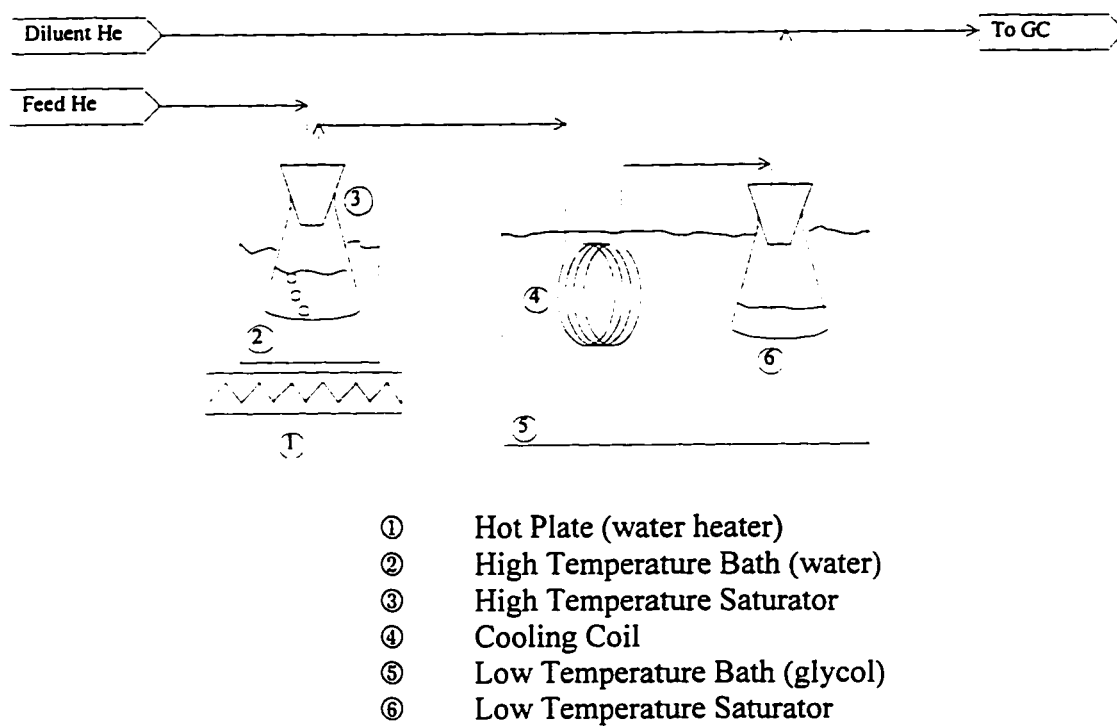 Diluent He
To GC
Feed He
③
④
②
⑥
⑤
①
① Hot Plate (water heater)
② High Temperature Bath (water)
③ High Temperature Saturator
④ Cooling Coil
⑤ Low Temperature Bath (glycol)
⑥ Low Temperature Saturator